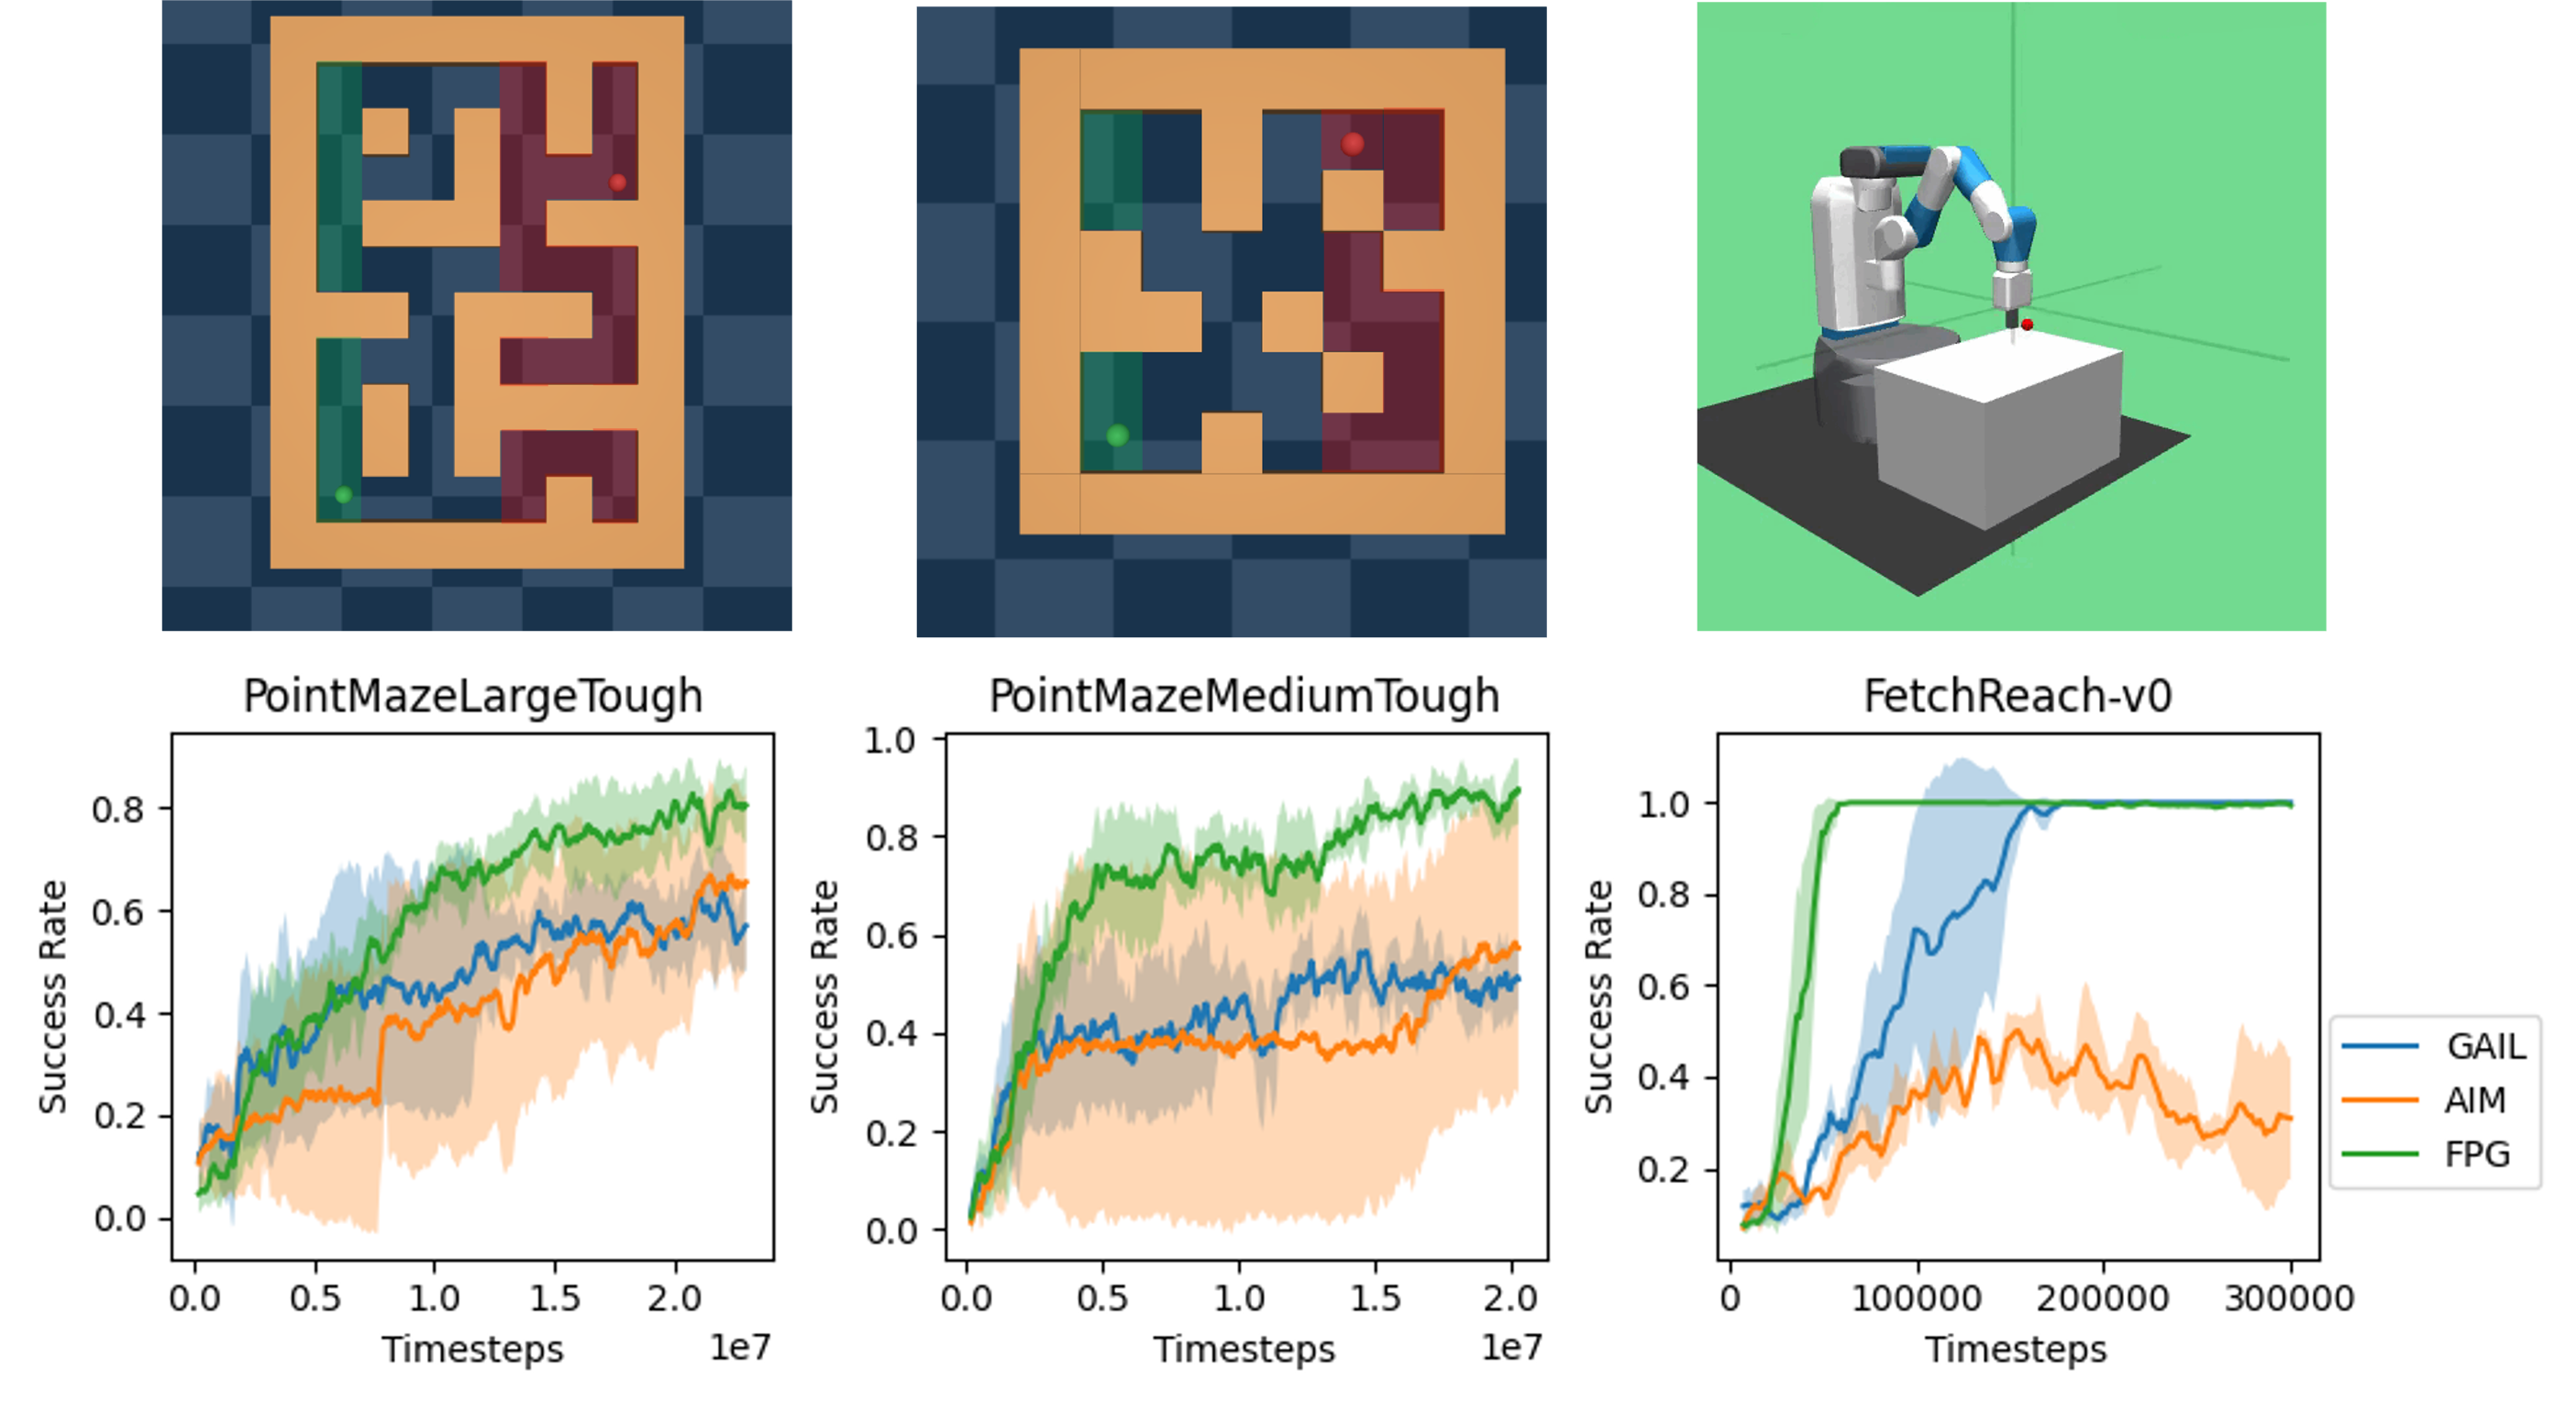 PointMazeLargeTough
Success Rate
0.8
0.6
0.4
0.2
0.0
0.0 0.5 1.0 1.5 2.0
Timesteps 1e7
PointMazeMediumTough
Success Rate
1.0
0.8
0.6
0.4
0.2
0.0
0.0 0.5 1.0 1.5 2.0
Timesteps 1e7
FetchReach-v0
Success Rate
1.0
0.8
0.6
0.4
0.2
0 100000 200000 300000
Timesteps
GAIL
AIM
FPG